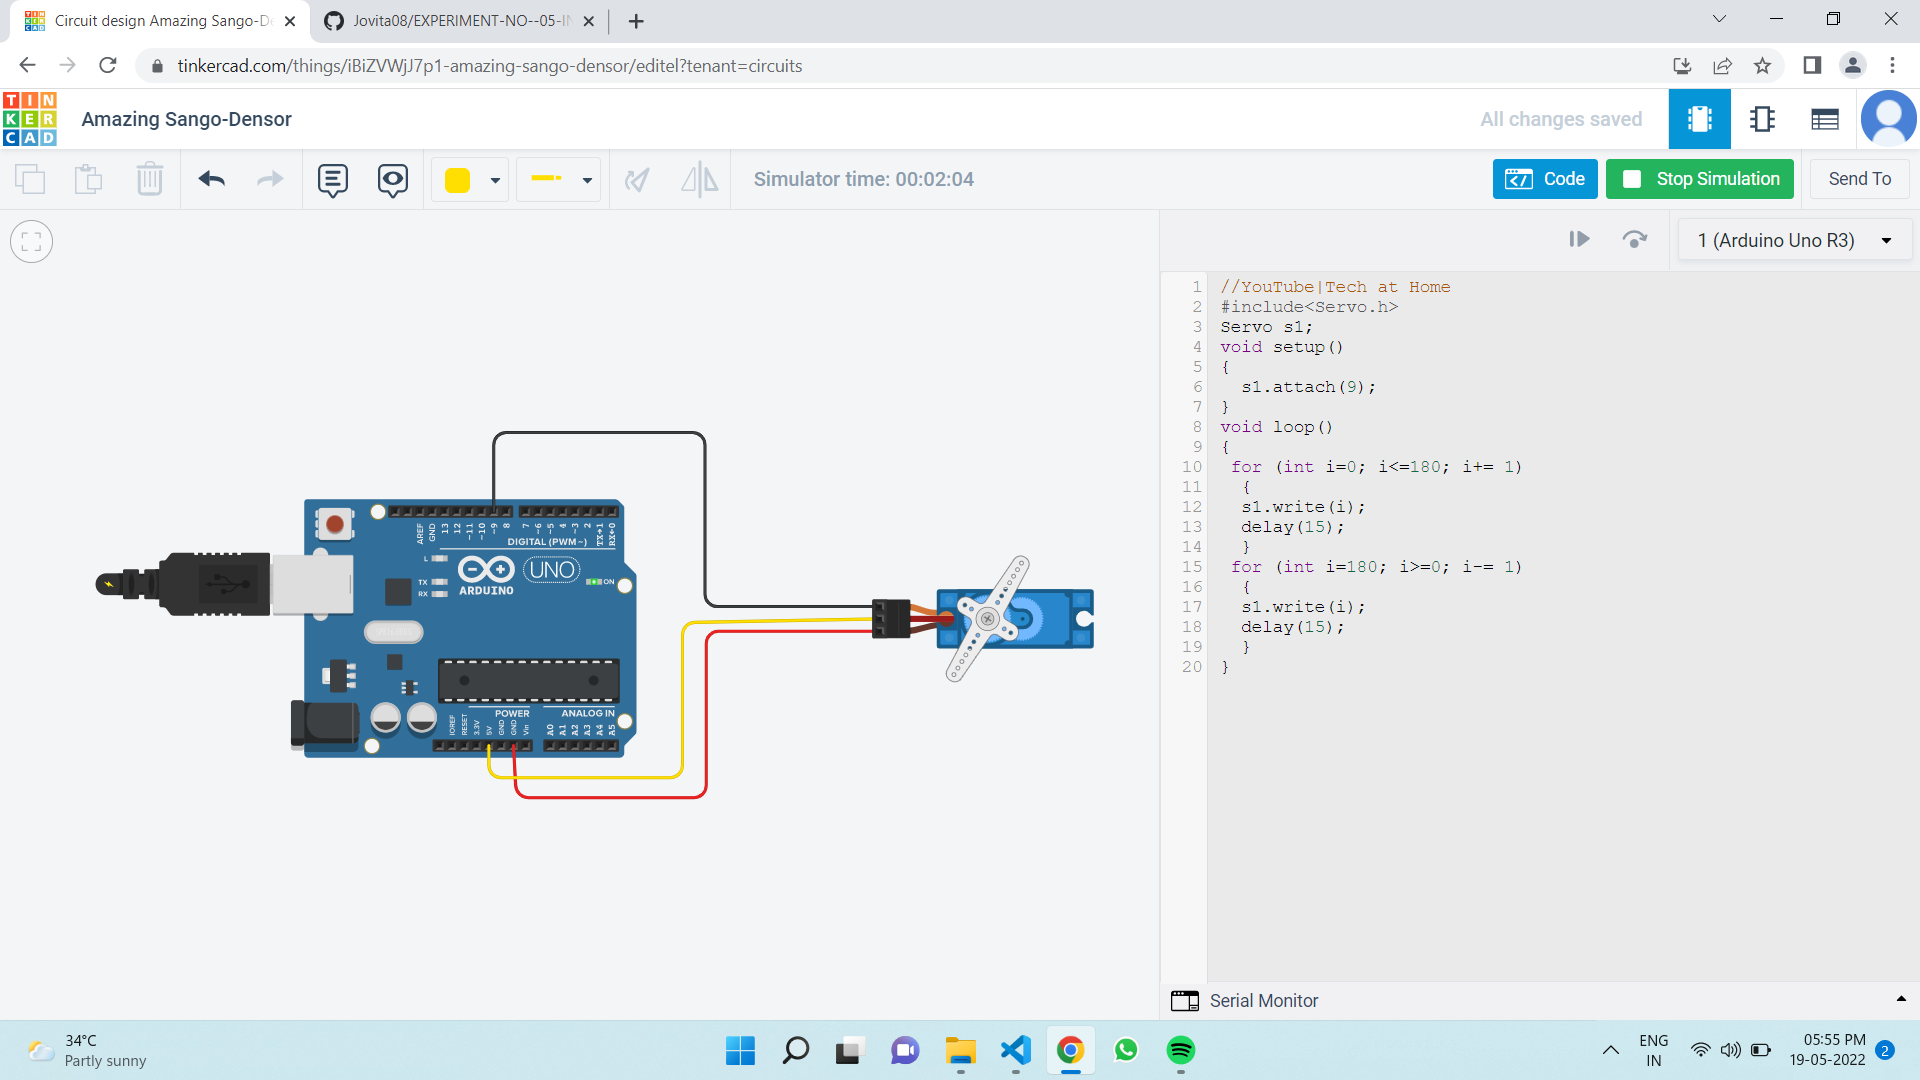 Circuit design Amazing Sango-De
Jovita08/EXPERIMENT-NO--05-IN
tinkercad.com/things/iBiZVWjJ7p1-amazing-sango-densor/editel?tenant=circuits
TIN
KER
CAD
Amazing Sango-Densor
All changes saved
Simulator time: 00:02:04
Code
Stop Simulation
Send To
1 (Arduino Uno R3)
1 //YouTube|Tech at Home
2 #include<Servo.h>
3 Servo s1;
4 void setup()
5 {
6 s1.attach(9);
7 }
8 void loop()
9 {
10 for (int i=0; i<=180; i+= 1)
11 {
12 s1.write(i);
13 delay(15);
14 }
15 for (int i=180; i>=0; i-= 1)
16 {
17 s1.write(i);
18 delay(15);
19 }
20 }
AREF GND 13 12 ~11 ~10 ~9 8 7 ~6 ~5 4 ~3 2 TX→1 RX←0
DIGITAL (PWM~)
L
TX
RX
ARDUINO
UNO
ON
POWER ANALOG IN
IOREF RESET 3.3V 5V GND GND Vin A0 A1 A2 A3 A4 A5
Serial Monitor
34°C
Partly sunny
ENG
IN
05:55 PM
19-05-2022
2